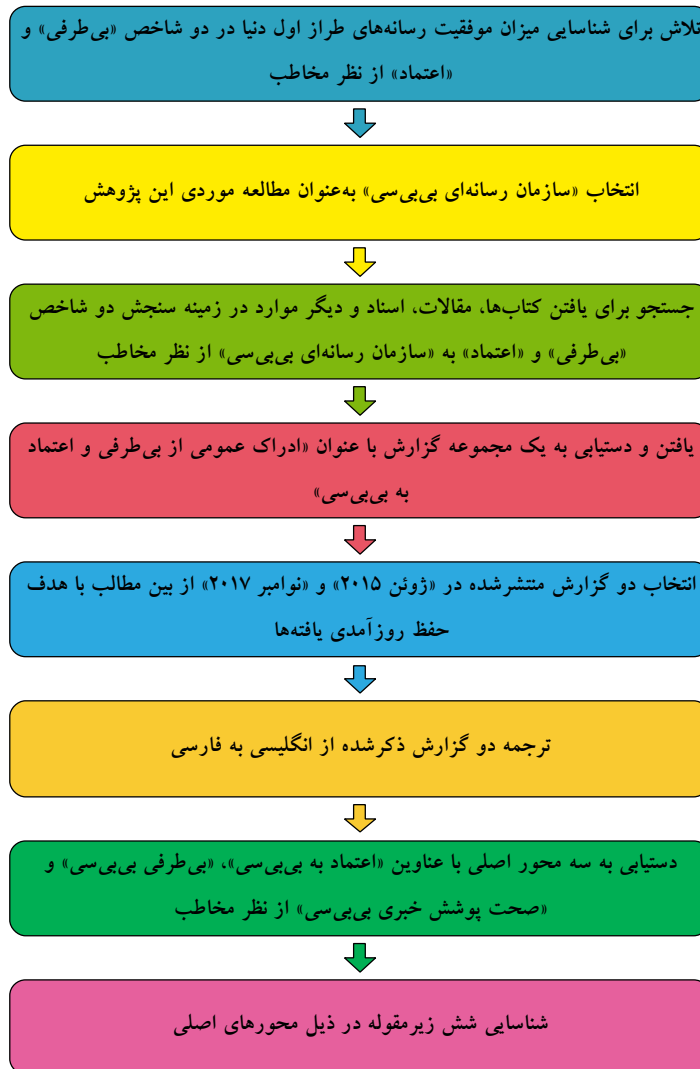 تلاش برای شناسایی میزان موفقیت رسانه‌های طراز اول دنیا در دو شاخص «بی‌طرفی» و
«اعتماد» از نظر مخاطب
انتخاب «سازمان رسانه‌ای بی‌بی‌سی» به‌عنوان مطالعه موردی این پژوهش
جستجو برای یافتن کتاب‌ها، مقالات، اسناد و دیگر موارد در زمینه سنجش دو شاخص
«بی‌طرفی» و «اعتماد» به «سازمان رسانه‌ای بی‌بی‌سی» از نظر مخاطب
یافتن و دستیابی به یک مجموعه گزارش با عنوان «ادراک عمومی از بی‌طرفی و اعتماد
به بی‌بی‌سی»
انتخاب دو گزارش منتشرشده در «ژوئن ۲۰۱۵» و «نوامبر ۲۰۱۷» از بین مطالب با هدف
حفظ روزآمدی یافته‌ها
ترجمه دو گزارش ذکرشده از انگلیسی به فارسی
دستیابی به سه محور اصلی با عناوین «اعتماد به بی‌بی‌سی»، «بی‌طرفی بی‌بی‌سی» و
«صحت پوشش خبری بی‌بی‌سی» از نظر مخاطب
شناسایی شش زیرمقوله در ذیل محورهای اصلی